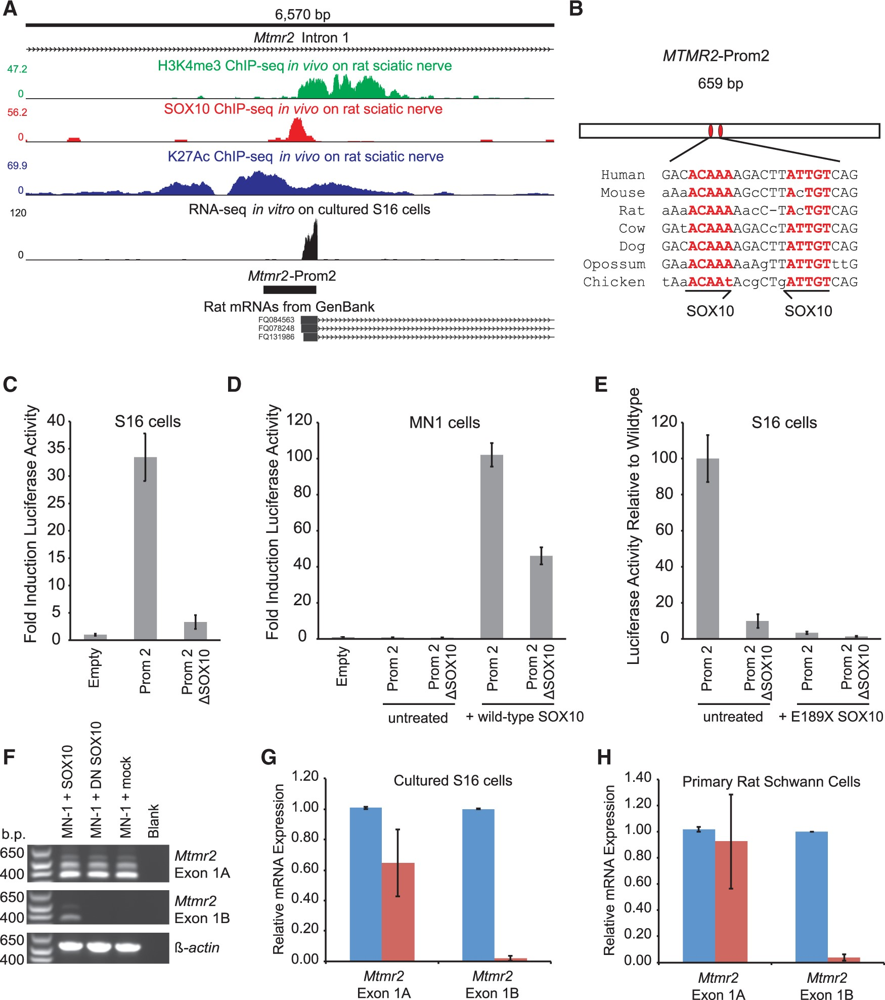 A
6,570 bp
Mtmr2 Intron 1
H3K4me3 ChIP-seq in vivo on rat sciatic nerve
47.2
0
SOX10 ChIP-seq in vivo on rat sciatic nerve
56.2
0
K27Ac ChIP-seq in vivo on rat sciatic nerve
69.9
0
RNA-seq in vitro on cultured S16 cells
120
0
Mtmr2-Prom2
Rat mRNAs from GenBank
FQ084563
FQ078248
FQ131986
B
MTMR2-Prom2
659 bp
Human GACACAAAAGACTTATTGTCAG
Mouse aAaACAAAAGcCTTAcTGTCAG
Rat aAaACAAAAacC-TAcTGTCAG
Cow GAtACAAAAGACcTATTGTCAG
Dog GACACAAAAGACTTATTGTCAG
Opossum GAaACAAAAaAgTTATTGTttG
Chicken tAaACAAtAcgCTgATTGTCAG
SOX10 SOX10
C
S16 cells
Fold Induction Luciferase Activity
40
35
30
25
20
15
10
5
0
Empty
Prom 2
Prom 2
ΔSOX10
D
MN1 cells
Fold Induction Luciferase Activity
120
100
80
60
40
20
0
Empty
Prom 2
Prom 2
ΔSOX10
Prom 2
Prom 2
ΔSOX10
untreated
+ wild-type SOX10
E
S16 cells
Luciferase Activity Relative to Wildtype
120
100
80
60
40
20
0
Prom 2
Prom 2
ΔSOX10
Prom 2
Prom 2
ΔSOX10
untreated
+ E189X SOX10
F
MN-1 + SOX10
MN-1 + DN SOX10
MN-1 + mock
Blank
b.p.
650
400
Mtmr2
Exon 1A
650
400
Mtmr2
Exon 1B
650
400
ß-actin
G
Cultured S16 cells
Relative mRNA Expression
1.20
1.00
0.80
0.60
0.40
0.20
0.00
Mtmr2
Exon 1A
Mtmr2
Exon 1B
H
Primary Rat Schwann Cells
Relative mRNA Expression
1.40
1.20
1.00
0.80
0.60
0.40
0.20
0.00
Mtmr2
Exon 1A
Mtmr2
Exon 1B